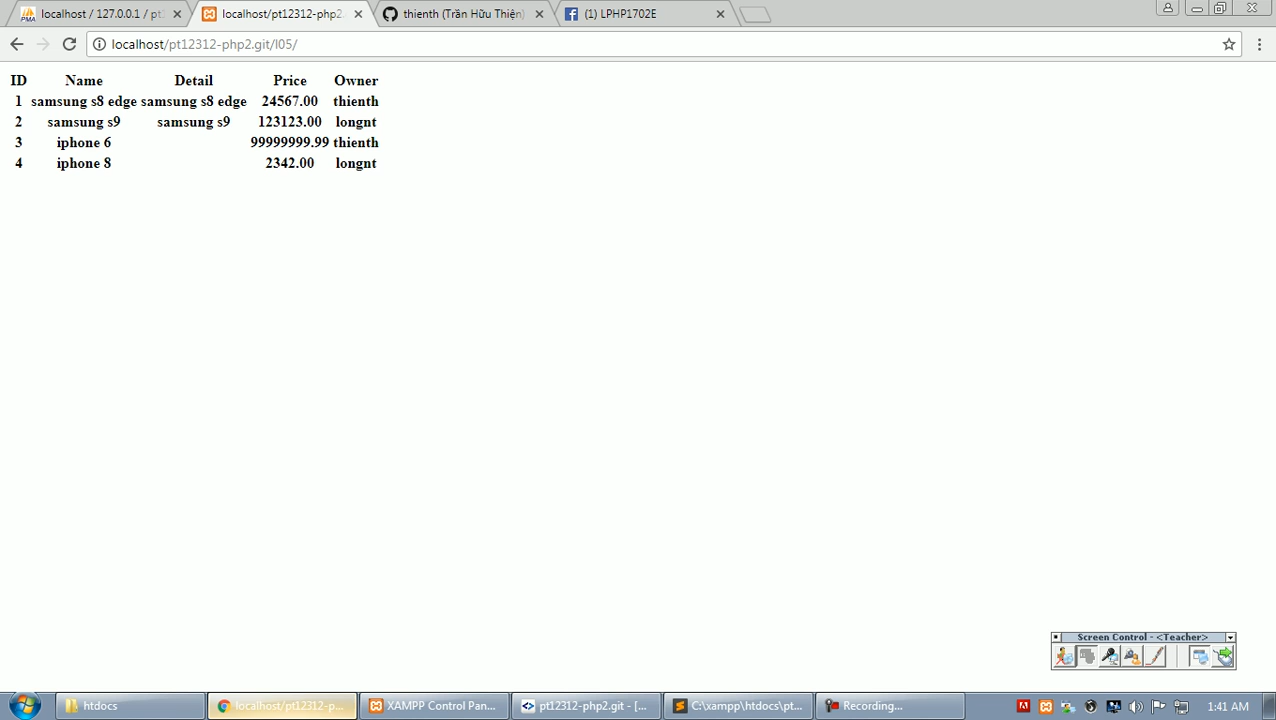 localhost / 127.0.0.1 / pt
localhost/pt12312-php2.
thienth (Trần Hữu Thiện)
(1) LPHP1702E
localhost/pt12312-php2.git/l05/
ID Name Detail Price Owner
1 samsung s8 edge samsung s8 edge 24567.00 thienth
2 samsung s9 samsung s9 123123.00 longnt
3 iphone 6 99999999.99 thienth
4 iphone 8 2342.00 longnt
Screen Control - <Teacher>
htdocs
localhost/pt12312-p...
XAMPP Control Pan...
pt12312-php2.git - [...
C:\xampp\htdocs\pt...
Recording...
1:41 AM